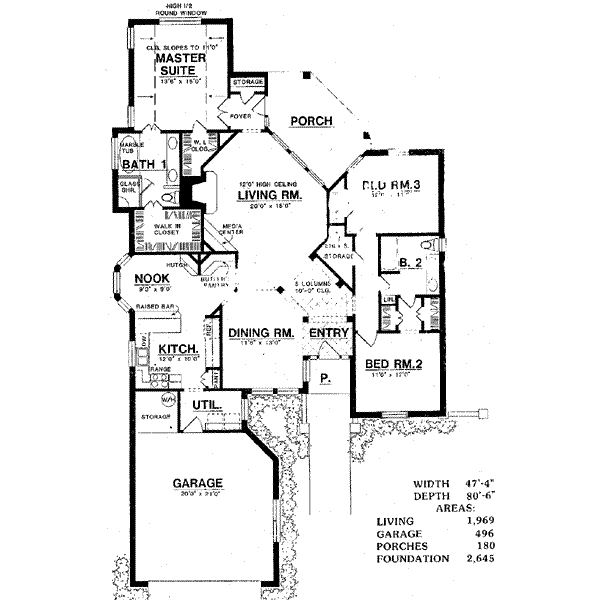 HIGH 1/2
ROUND WINDOW
CLG. SLOPES TO 11'0"
MASTER
SUITE
13'6" x 15'0"
STORAGE
FOYER
PORCH
MARBLE
TUB
BATH 1
W. I.
CLOS.
GLASS
SHR.
12'0" HIGH CEILING
LIVING RM.
20'0" x 18'0"
RM.3
WALK IN
CLOSET
MEDIA
CENTER
STORAGE
B. 2
HUTCH
NOOK
9'0" x 9'0"
BUTLER
PANTRY
8 COLUMNS
10'-0" CLG.
LIN.
RAISED BAR
DINING RM.
11'0" x 13'0"
ENTRY
KITCH.
12'0" x 10'0"
REF.
D.W.
RANGE
BED RM.2
11'0" x 12'0"
P.
W/H
STORAGE
UTIL.
GARAGE
20'0" x 21'0"
WIDTH 47'-4"
DEPTH 80'-6"
AREAS:
LIVING 1,969
GARAGE 496
PORCHES 180
FOUNDATION 2,645